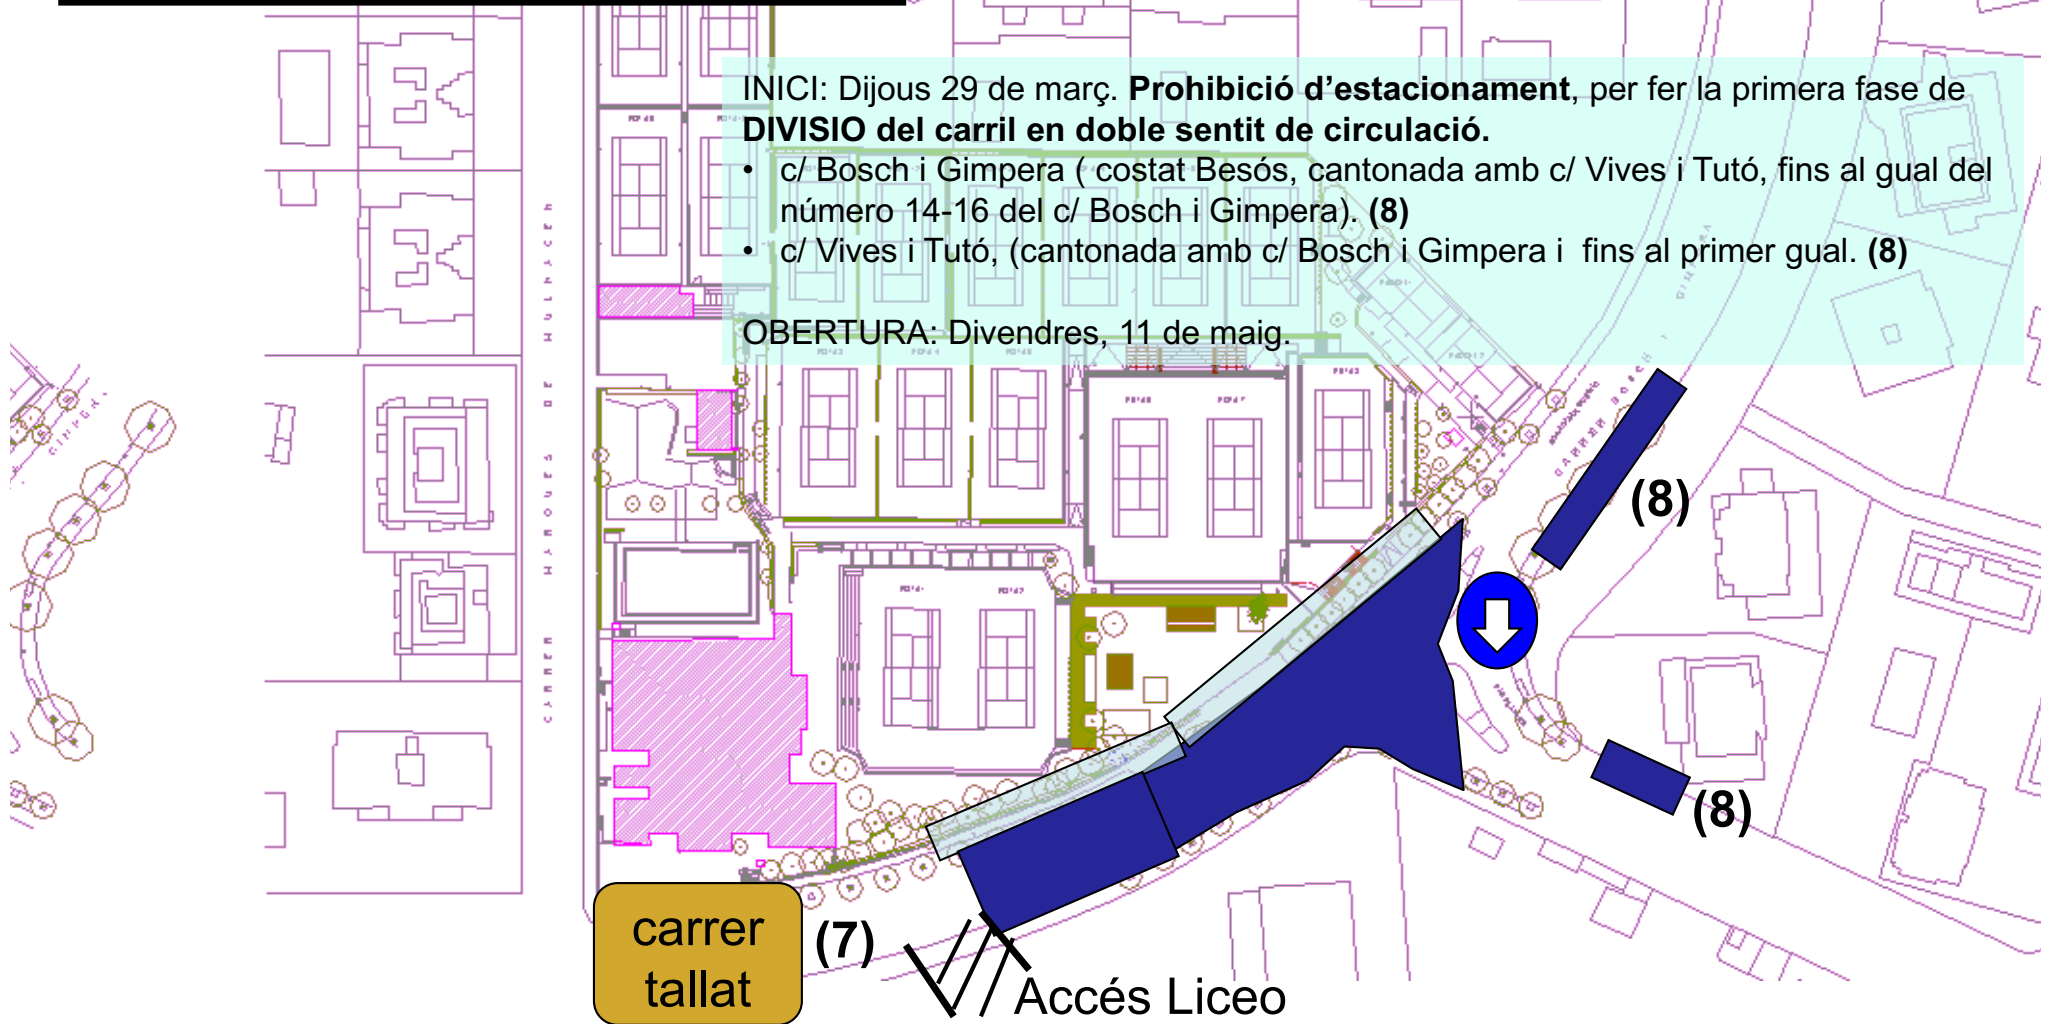 INICI: Dijous 29 de març. Prohibició d'estacionament, per fer la primera fase de
DIVISIO del carril en doble sentit de circulació.
• c/ Bosch i Gimpera ( costat Besós, cantonada amb c/ Vives i Tutó, fins al gual del
número 14-16 del c/ Bosch i Gimpera). (8)
• c/ Vives i Tutó, (cantonada amb c/ Bosch i Gimpera i fins al primer gual. (8)
OBERTURA: Divendres, 11 de maig.
(8)
(8)
carrer
tallat
(7)
Accés Liceo
CARRER BOSCH I GIMPERA